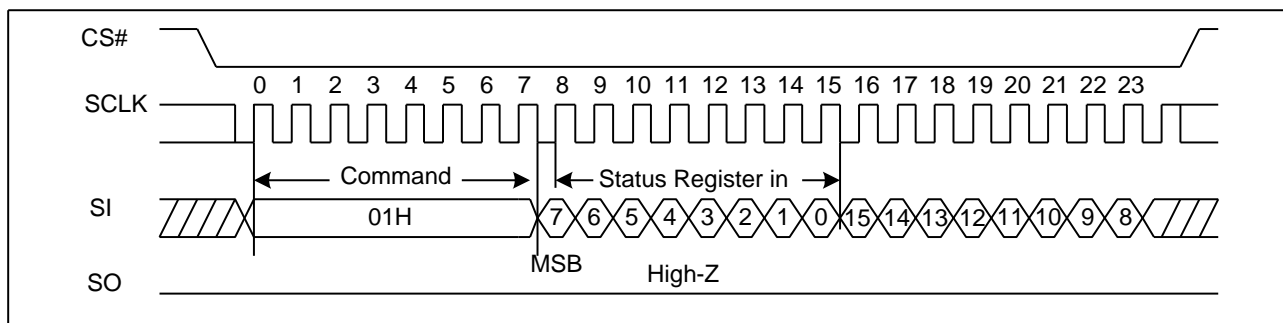 CS#
0 1 2 3 4 5 6 7 8 9 10 11 12 13 14 15 16 17 18 19 20 21 22 23
SCLK
Command Status Register in
SI 01H 7 6 5 4 3 2 1 0 15 14 13 12 11 10 9 8
MSB
SO High-Z